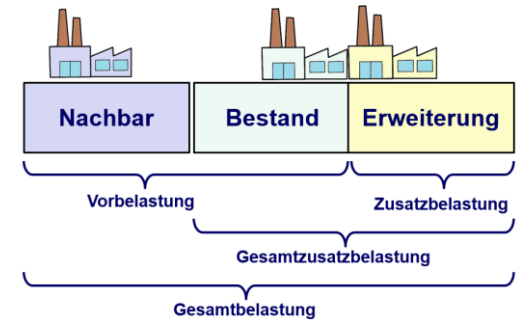 Nachbar
Bestand
Erweiterung
Vorbelastung
Zusatzbelastung
Gesamtzusatzbelastung
Gesamtbelastung